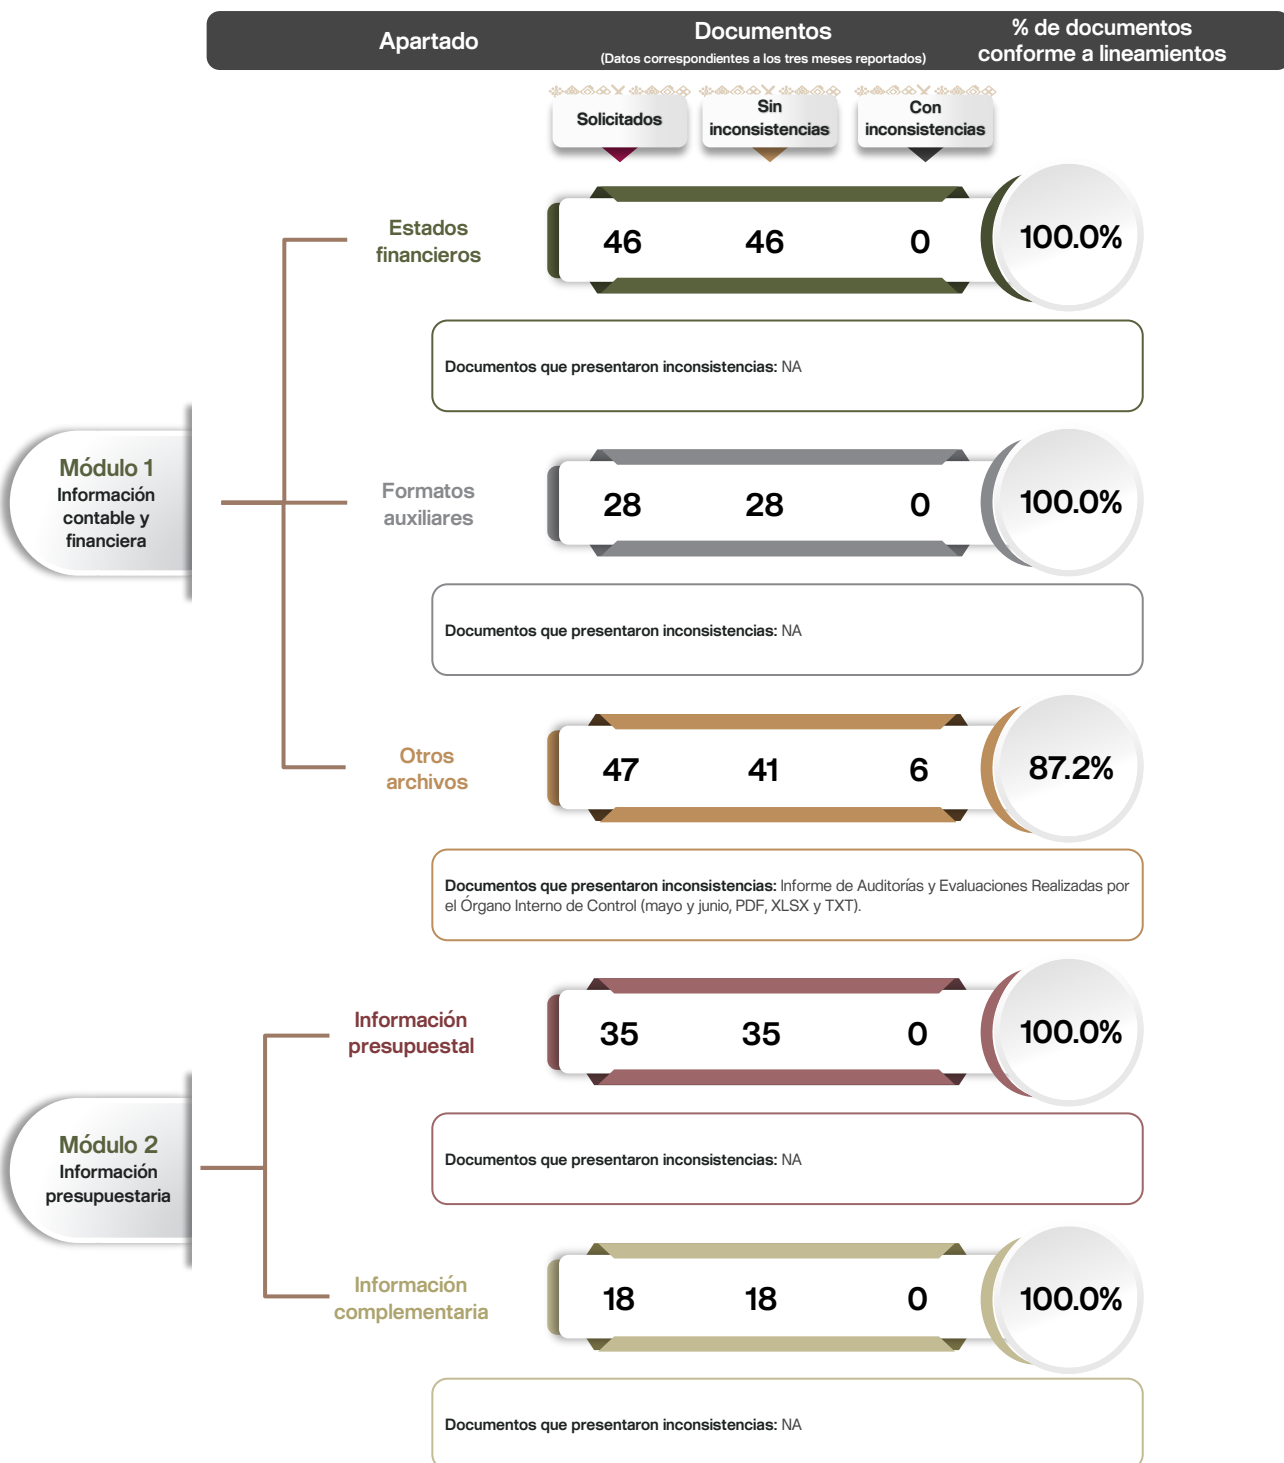 Apartado
Documentos
(Datos correspondientes a los tres meses reportados)
% de documentos
conforme a lineamientos
Solicitados
Sin
inconsistencias
Con
inconsistencias
Módulo 1
Información
contable y
financiera
Estados
financieros
46 46 0 100.0%
Documentos que presentaron inconsistencias: NA
Formatos
auxiliares
28 28 0 100.0%
Documentos que presentaron inconsistencias: NA
Otros
archivos
47 41 6 87.2%
Documentos que presentaron inconsistencias: Informe de Auditorías y Evaluaciones Realizadas por
el Órgano Interno de Control (mayo y junio, PDF, XLSX y TXT).
Módulo 2
Información
presupuestaria
Información
presupuestal
35 35 0 100.0%
Documentos que presentaron inconsistencias: NA
Información
complementaria
18 18 0 100.0%
Documentos que presentaron inconsistencias: NA